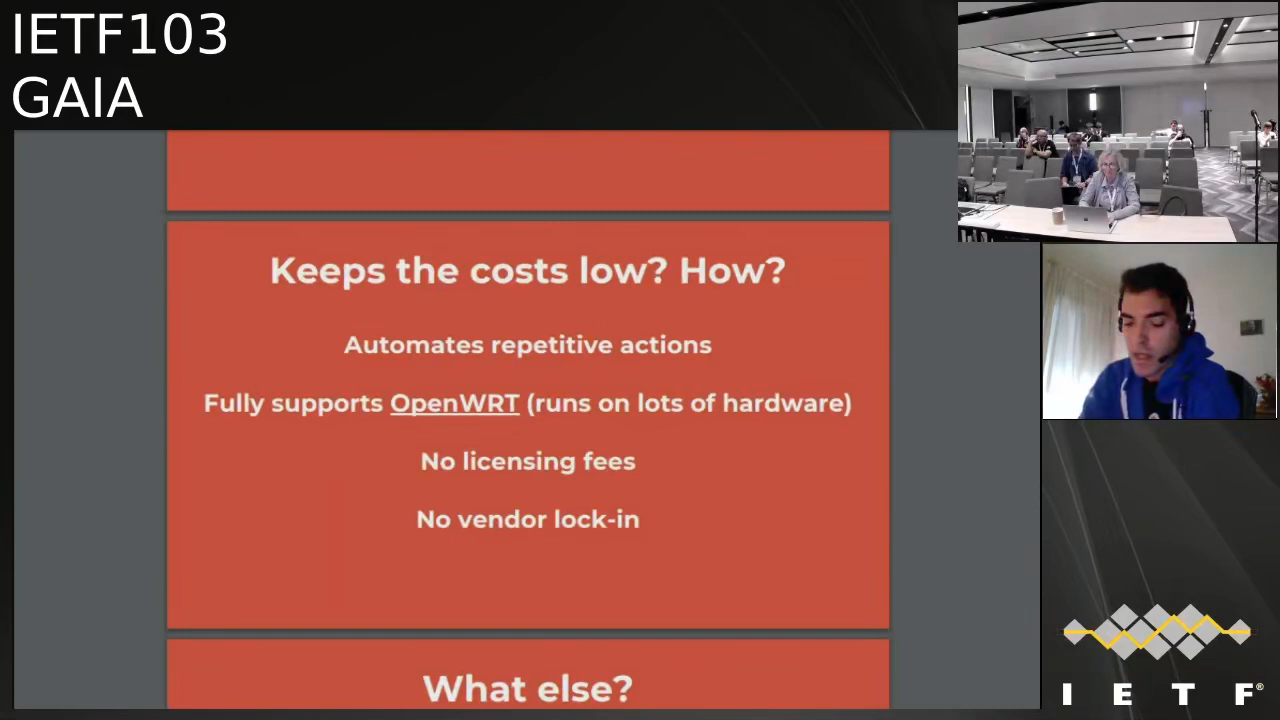 IETF103
GAIA
Keeps the costs low? How?
Automates repetitive actions
Fully supports OpenWRT (runs on lots of hardware)
No licensing fees
No vendor lock-in
What else?
I E T F®